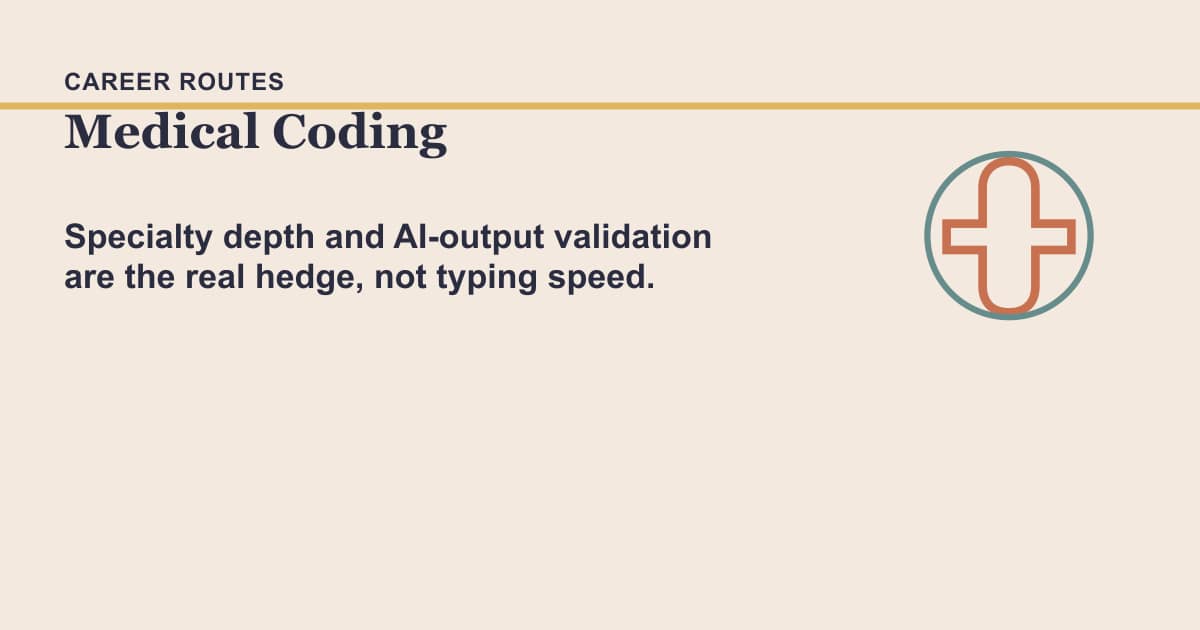 CAREER ROUTES
Medical Coding
Specialty depth and AI-output validation
are the real hedge, not typing speed.